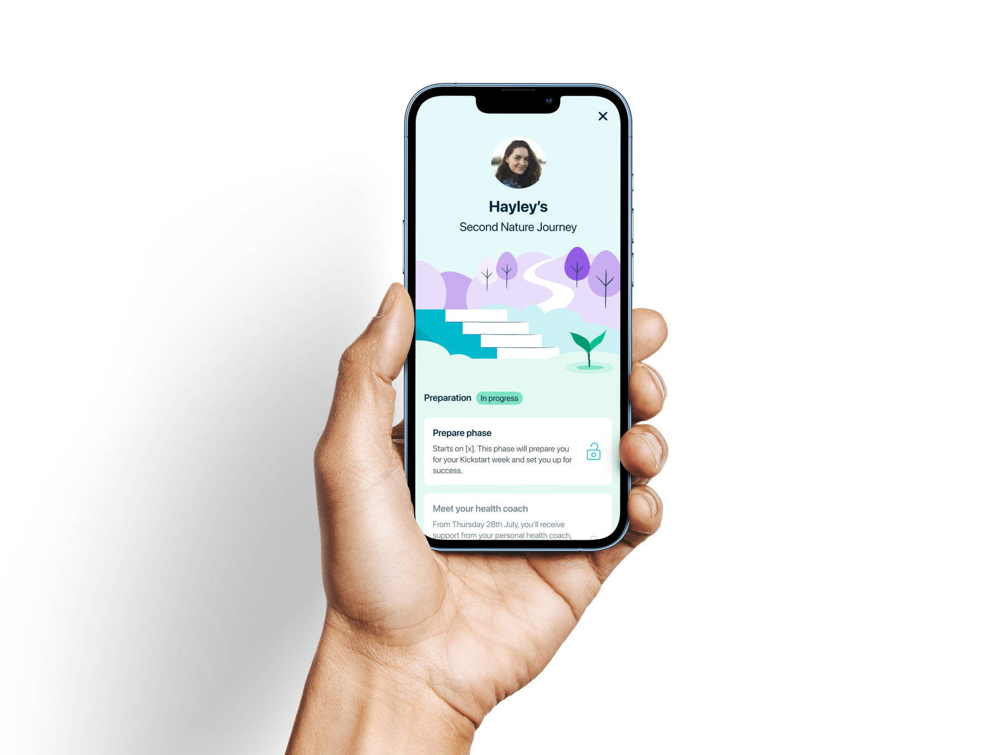 Hayley’s
Second Nature Journey
Preparation In progress
Prepare phase
Starts on [x]. This phase will prepare you
for your Kickstart week and set you up for
success.
Meet your health coach
From Thursday 28th July, you'll receive
support from your personal health coach,